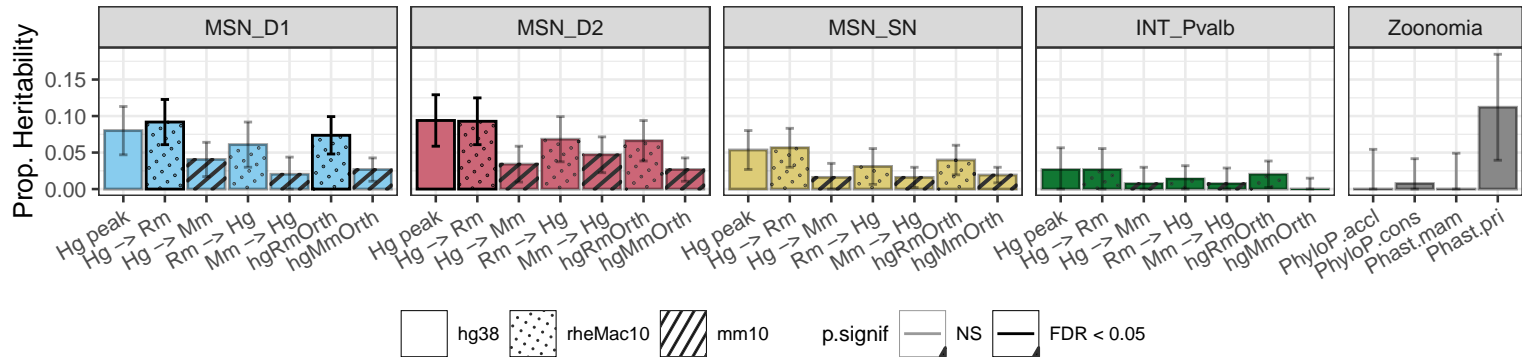 MSN_D1 MSN_D2 MSN_SN INT_Pvalb Zoonomia
Prop. Heritability
0.15
0.10
0.05
0.00
Hg peak Hg −> Rm Hg −> Mm Rm −> Hg Mm −> Hg hgRmOrth hgMmOrth
Hg peak Hg −> Rm Hg −> Mm Rm −> Hg Mm −> Hg hgRmOrth hgMmOrth
Hg peak Hg −> Rm Hg −> Mm Rm −> Hg Mm −> Hg hgRmOrth hgMmOrth
Hg peak Hg −> Rm Hg −> Mm Rm −> Hg Mm −> Hg hgRmOrth hgMmOrth
PhyloP.accl PhyloP.cons Phast.mam Phast.pri
hg38 rheMac10 mm10 p.signif NS FDR < 0.05